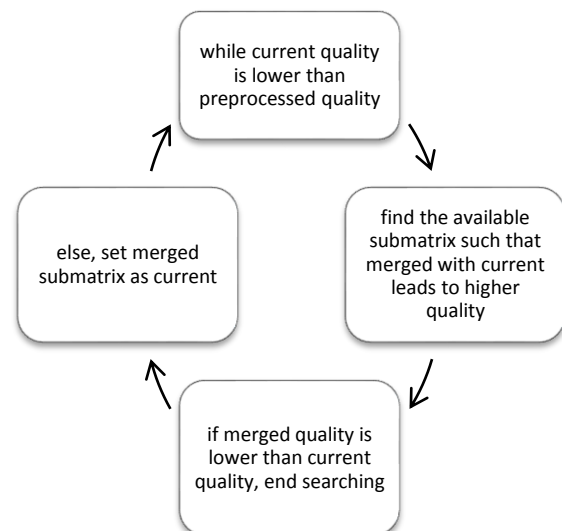 while current quality
is lower than
preprocessed quality
find the available
submatrix such that
merged with current
leads to higher
quality
if merged quality is
lower than current
quality, end searching
else, set merged
submatrix as current